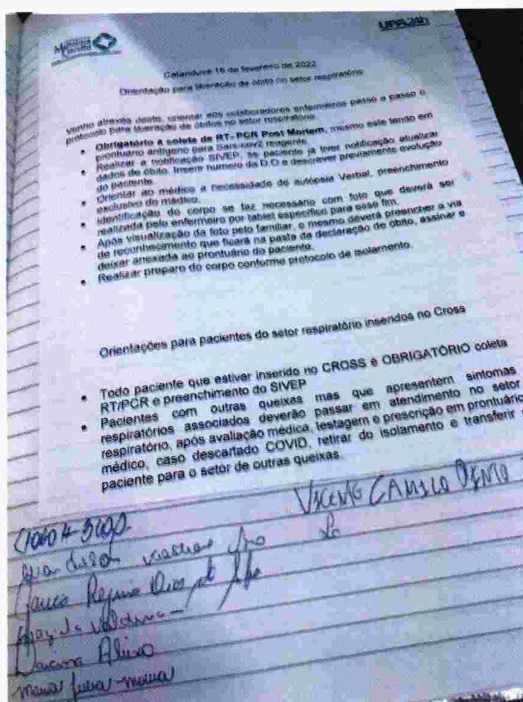 UPA24h
Catanduva 16 de fevereiro de 2022
Orientação para liberação de óbito no setor respiratório
venho através deste, orientar aos colaboradores enfermeiros passo a passo o
protocolo para liberação de óbitos no setor respiratório.
• Obrigatório a coleta de RT- PCR Post Mortem, mesmo este tendo em
prontuário antígeno para Sars-cov2 reagente.
• Realizar a notificação SIVEP, se paciente já tiver notificação atualizar
dados de óbito. Inserir numero da D.O e descrever previamente evolução
do paciente.
• Orientar ao médico a necessidade de autópsia Verbal, preenchimento
exclusivo do médico.
• Identificação do corpo se faz necessário com foto que deverá ser
realizada pelo enfermeiro por tablet especifico para esse fim.
• Após visualização da foto pelo familiar, o mesmo deverá preencher a via
de reconhecimento que ficará na pasta da declaração de óbito, assinar e
deixar anexada ao prontuário do paciente.
• Realizar preparo do corpo conforme protocolo de isolamento.
Orientações para pacientes do setor respiratório inseridos no Cross
• Todo paciente que estiver inserido no CROSS é OBRIGATÓRIO coleta
RT/PCR e preenchimento do SIVEP
• Pacientes com outras queixas mas que apresentem sintomas
respiratórios associados deverão passar em atendimento no setor
respiratório, após avaliação médica, testagem e prescrição em prontuário
médico, caso descartado COVID, retirar do isolamento e transferir
paciente para o setor de outras queixas.
CAMILO
Regina